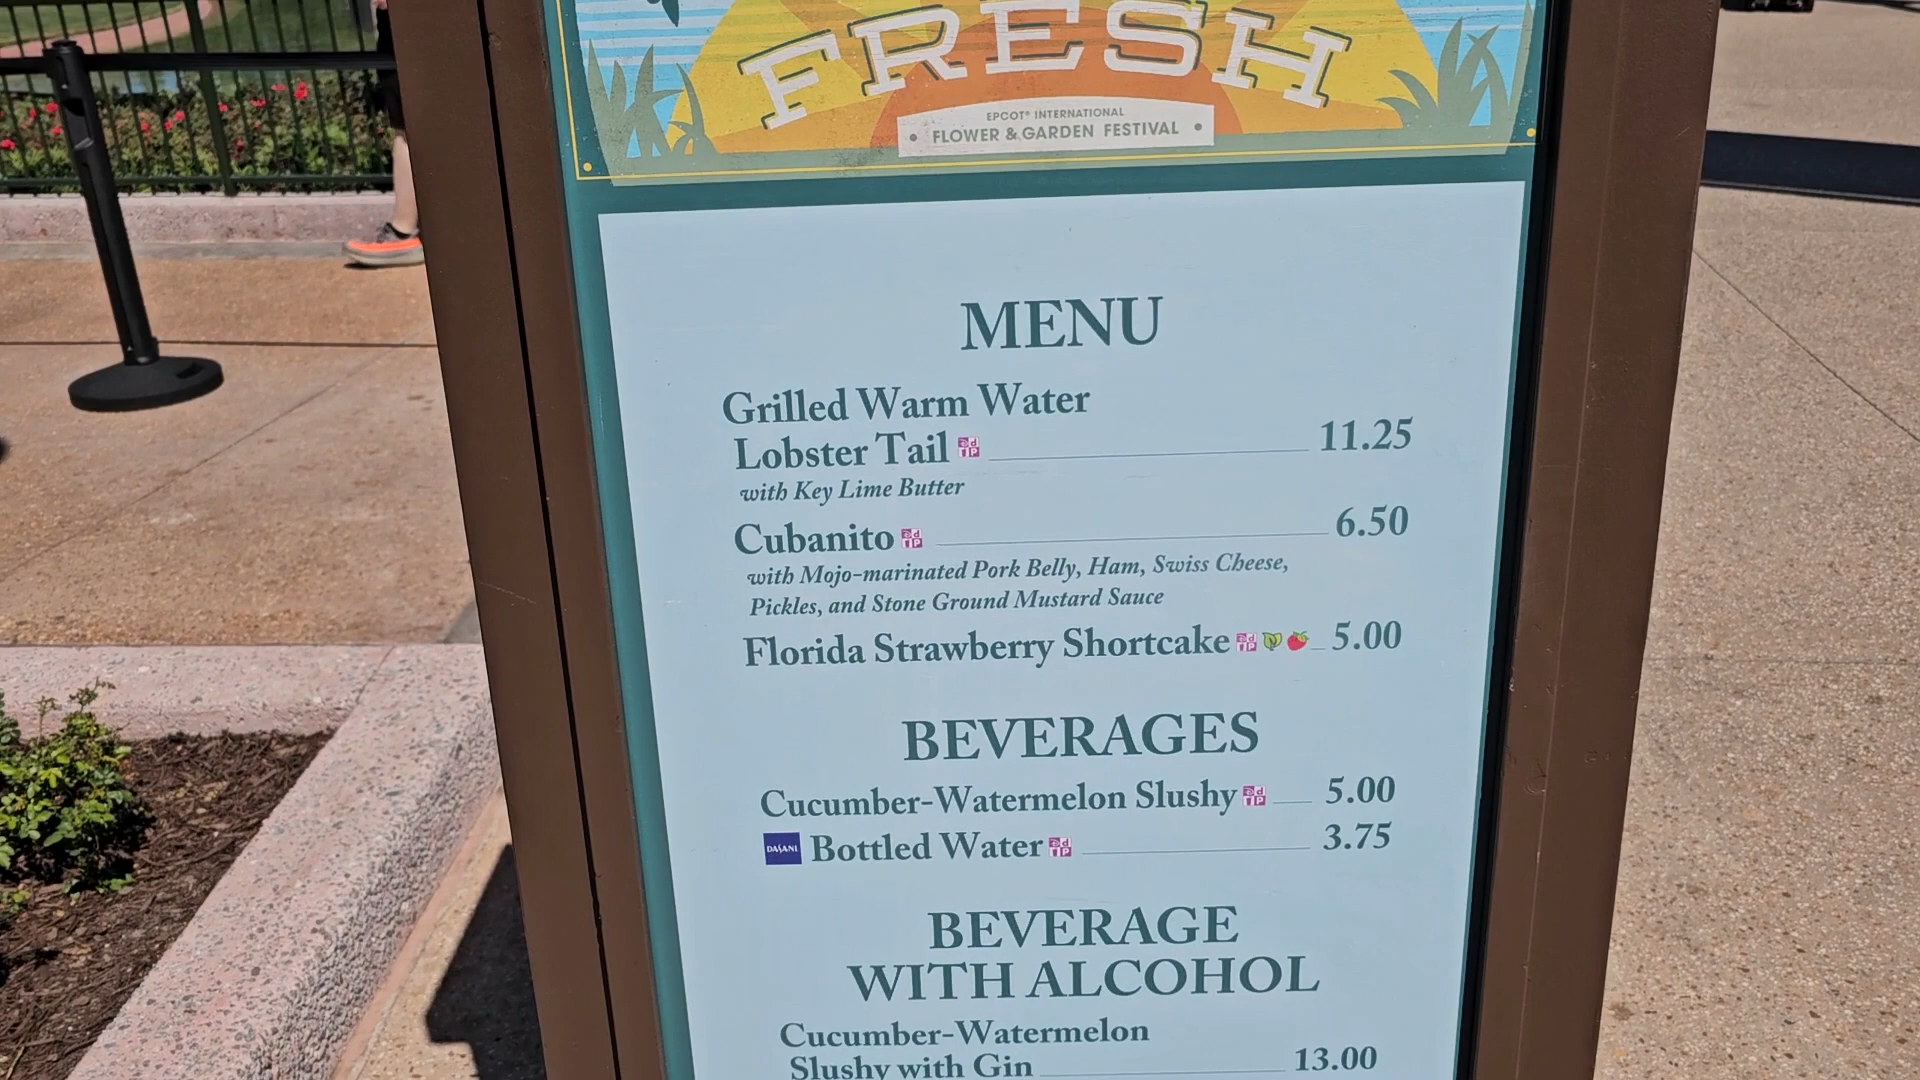 FRESH
EPCOT® INTERNATIONAL
• FLOWER & GARDEN FESTIVAL •
MENU
Grilled Warm Water
Lobster Tail 11.25
with Key Lime Butter
Cubanito 6.50
with Mojo-marinated Pork Belly, Ham, Swiss Cheese,
Pickles, and Stone Ground Mustard Sauce
Florida Strawberry Shortcake 5.00
BEVERAGES
Cucumber-Watermelon Slushy 5.00
DASANI Bottled Water 3.75
BEVERAGE
WITH ALCOHOL
Cucumber-Watermelon
Slushy with Gin 13.00